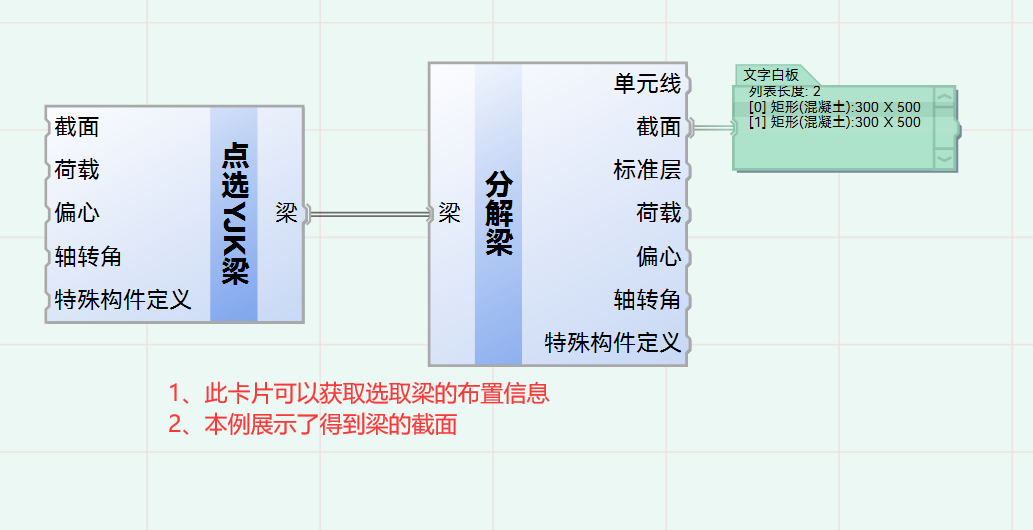 截面
荷载
偏心
轴转角
特殊构件定义
点选YJK梁
梁
梁
分解梁
单元线
截面
标准层
荷载
偏心
轴转角
特殊构件定义
文字白板
列表长度: 2
[0] 矩形(混凝土):300 X 500
[1] 矩形(混凝土):300 X 500
1、此卡片可以获取选取梁的布置信息
2、本例展示了得到梁的截面